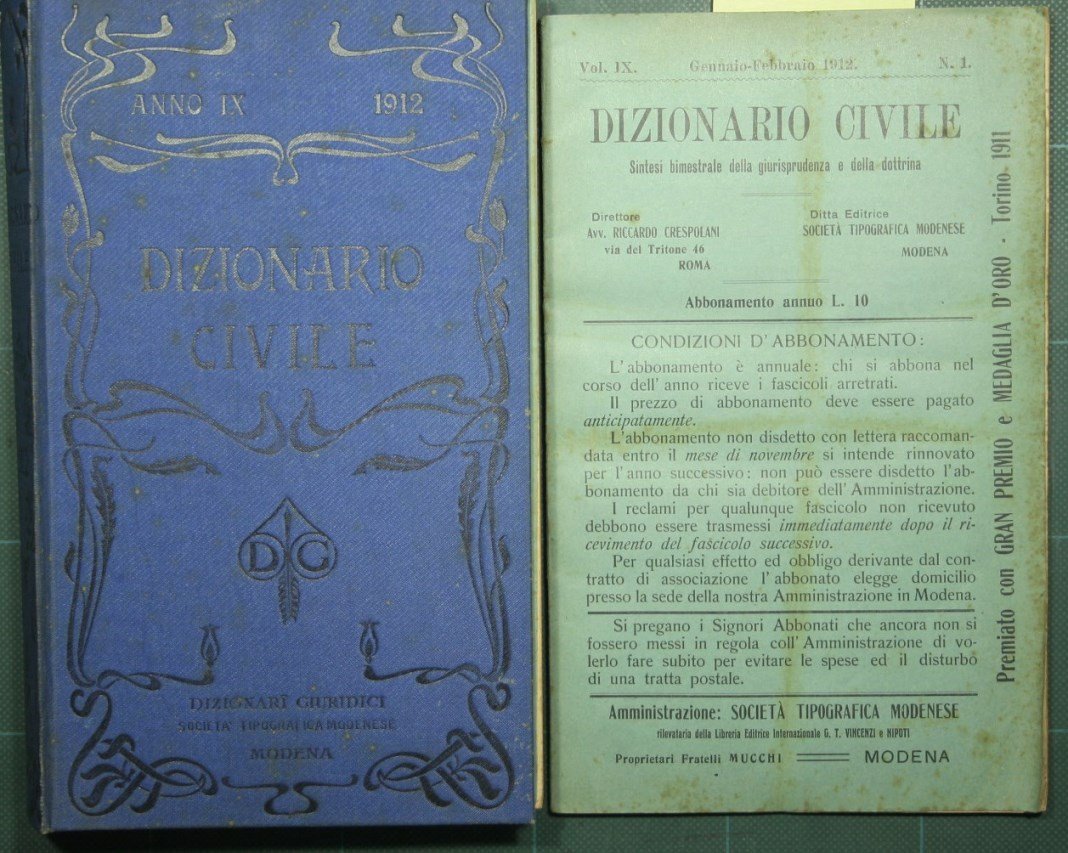 ANNO IX 1912
DIZIONARIO
CIVILE
D G
DIZIONARÎ GIURIDICI
SOCIETÀ TIPOGRAFICA MODENESE
MODENA
Vol. IX. Gennaio-Febbraio 1912. N. 1.
DIZIONARIO CIVILE
Sintesi bimestrale della giurisprudenza e della dottrina
Direttore
Avv. RICCARDO CRESPOLANI
via del Tritone 46
ROMA
Ditta Editrice
SOCIETÀ TIPOGRAFICA MODENESE
MODENA
Abbonamento annuo L. 10
CONDIZIONI D'ABBONAMENTO:
L'abbonamento è annuale: chi si abbona nel
corso dell'anno riceve i fascicoli arretrati.
Il prezzo di abbonamento deve essere pagato
anticipatamente.
L'abbonamento non disdetto con lettera raccoman-
data entro il mese di novembre si intende rinnovato
per l'anno successivo: non può essere disdetto l'ab-
bonamento da chi sia debitore dell'Amministrazione.
I reclami per qualunque fascicolo non ricevuto
debbono essere trasmessi immediatamente dopo il ri-
cevimento del fascicolo successivo.
Per qualsiasi effetto ed obbligo derivante dal con-
tratto di associazione l'abbonato elegge domicilio
presso la sede della nostra Amministrazione in Modena.
Si pregano i Signori Abbonati che ancora non si
fossero messi in regola coll'Amministrazione di vo-
lerlo fare subito per evitare le spese ed il disturbo
di una tratta postale.
Amministrazione: SOCIETÀ TIPOGRAFICA MODENESE
rilevataria della Libreria Editrice Internazionale G. T. VINCENZI e NIPOTI
Proprietari Fratelli MUCCHI MODENA
Premiato con GRAN PREMIO e MEDAGLIA D'ORO - Torino 1911